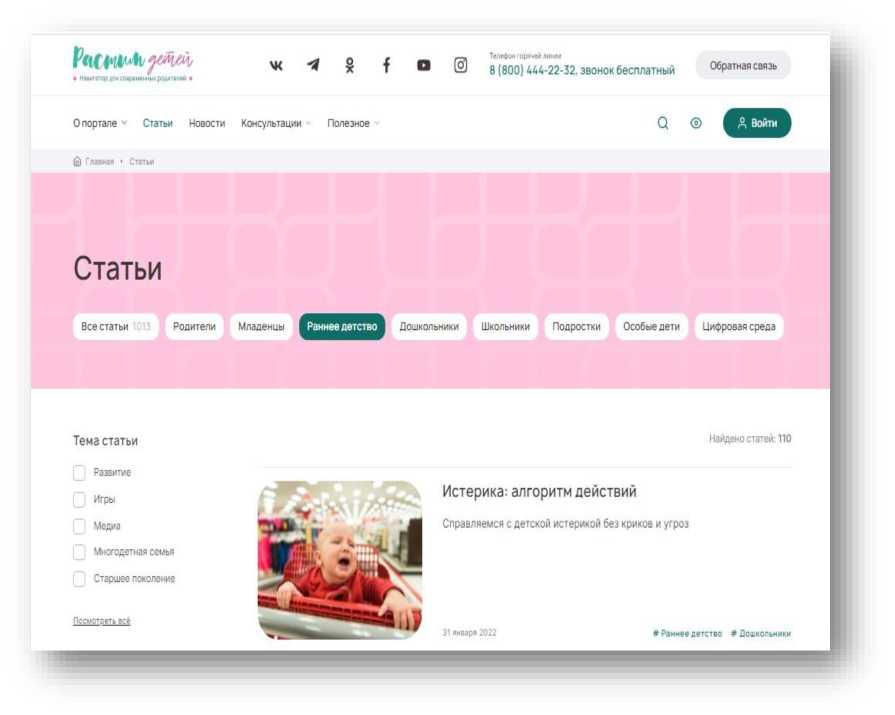 Растим детей
Навигатор для современных родителей
Телефон горячей линии
8 (800) 444-22-32, звонок бесплатный
Обратная связь
О портале Статьи Новости Консультации Полезное
Войти
Главная • Статьи
Статьи
Все статьи 1013 Родители Младенцы Раннее детство Дошкольники Школьники Подростки Особые дети Цифровая среда
Тема статьи
Найдено статей: 110
Развитие
Игры
Медиа
Многодетная семья
Старшее поколение
Посмотреть всё
Истерика: алгоритм действий
Справляемся с детской истерикой без криков и угроз
31 января 2022
# Раннее детство # Дошкольники